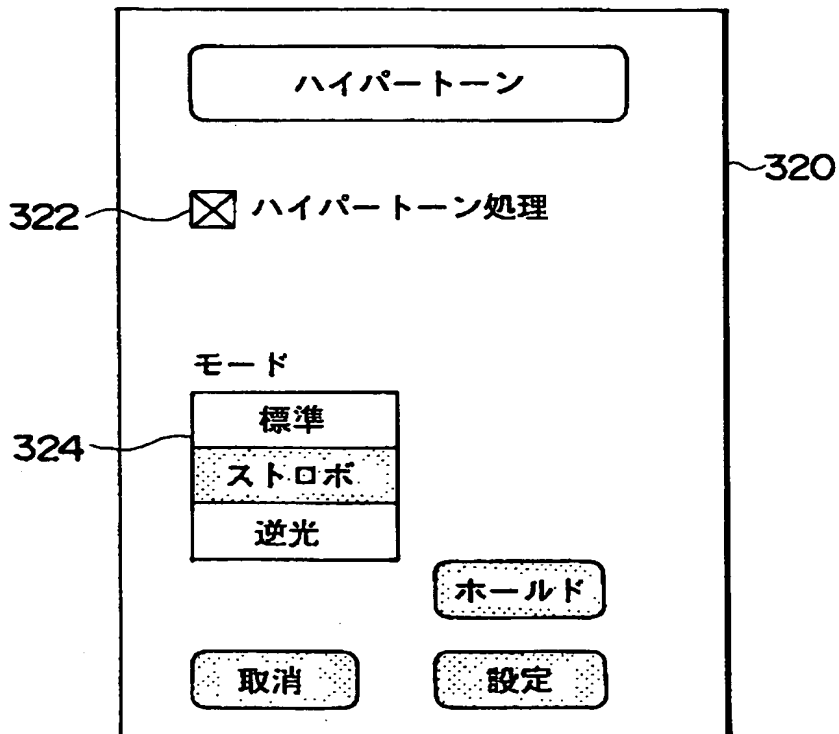 ハイパートーン
320
322
ハイパートーン処理
モード
324
標準
ストロボ
逆光
ホールド
取消
設定